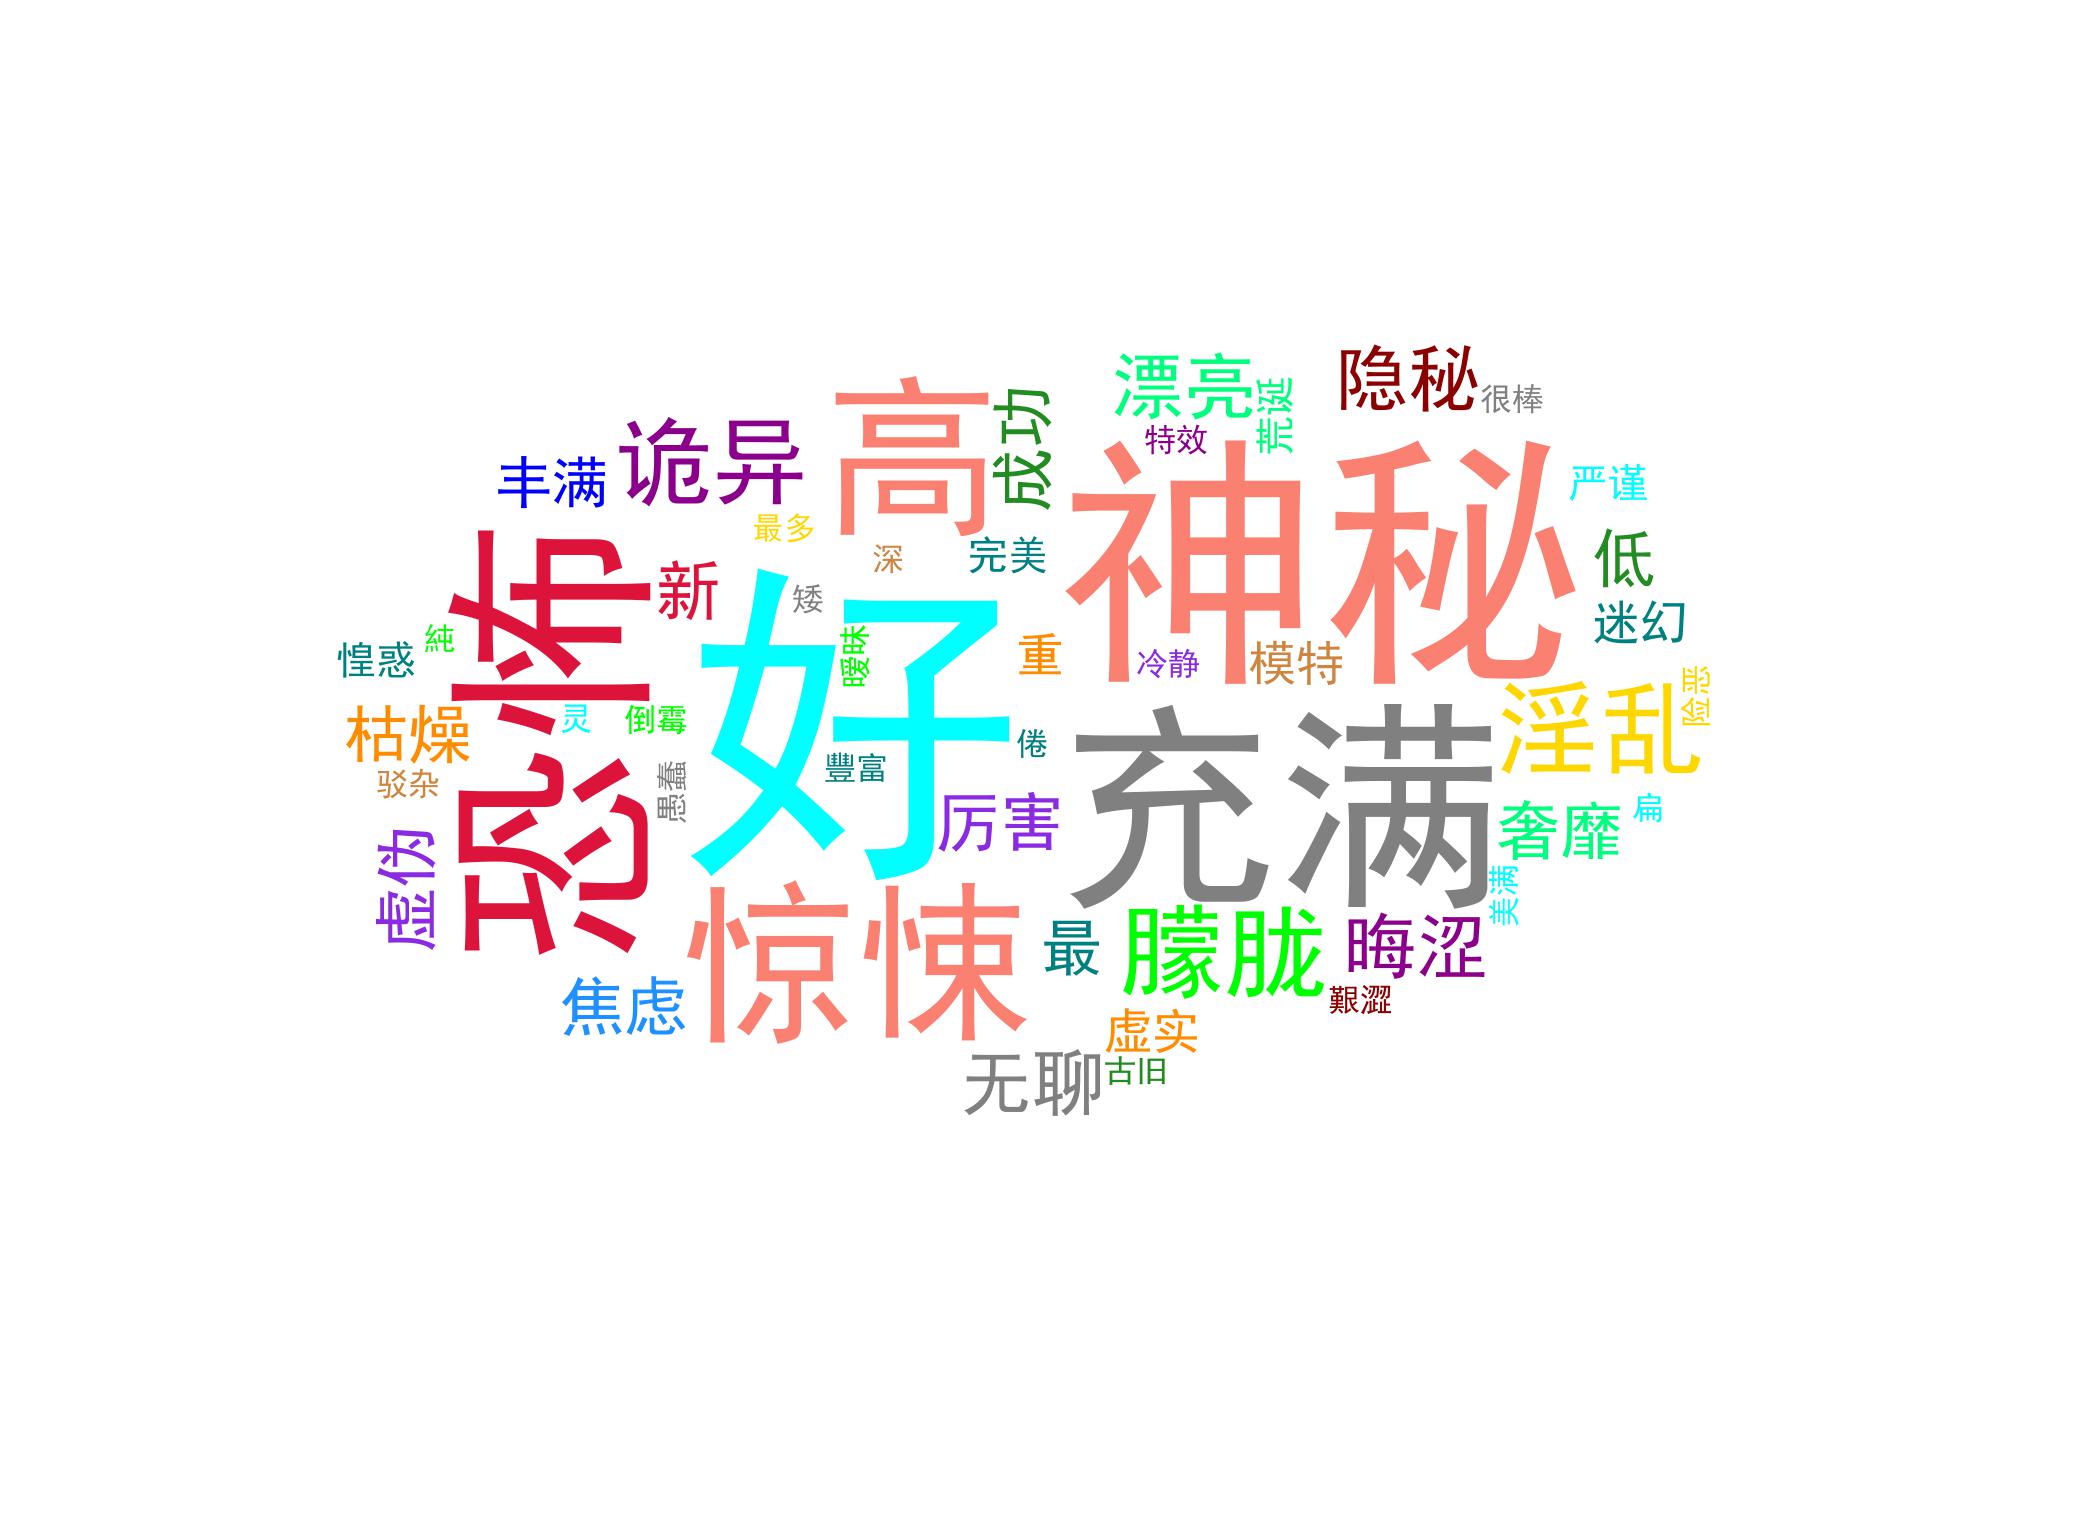 隐秘
漂亮
很棒
荒诞
成功
高
特效
诡异
丰满
神秘
严谨
最多
深
完美
低
恐怖
新
矮
好
迷幻
純
惶惑
暧昧
重
冷静
模特
险恶
淫乱
枯燥
灵
倒霉
倦
充满
驳杂
愚蠢
豐富
厉害
奢靡
扁
虚伪
美满
惊悚
最
朦胧
晦涩
焦虑
艰澀
虚实
无聊
古旧